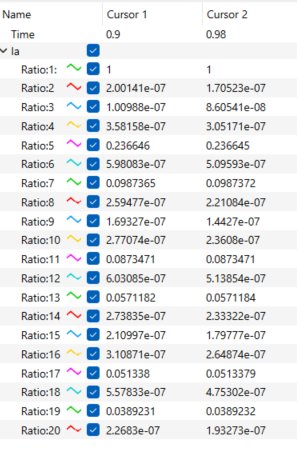 Name Cursor 1 Cursor 2
Time 0.9 0.98
Ia
Ratio:1: 1 1
Ratio:2 2.00141e-07 1.70523e-07
Ratio:3 1.00988e-07 8.60541e-08
Ratio:4 3.58158e-07 3.05171e-07
Ratio:5 0.236646 0.236645
Ratio:6 5.98083e-07 5.09593e-07
Ratio:7 0.0987365 0.0987372
Ratio:8 2.59477e-07 2.21084e-07
Ratio:9 1.69327e-07 1.4427e-07
Ratio:10 2.77074e-07 2.3608e-07
Ratio:11 0.0873471 0.0873471
Ratio:12 6.03085e-07 5.13854e-07
Ratio:13 0.0571182 0.0571184
Ratio:14 2.73835e-07 2.33322e-07
Ratio:15 2.10997e-07 1.79777e-07
Ratio:16 3.10871e-07 2.64874e-07
Ratio:17 0.051338 0.0513379
Ratio:18 5.57833e-07 4.75302e-07
Ratio:19 0.0389231 0.0389232
Ratio:20 2.2683e-07 1.93273e-07